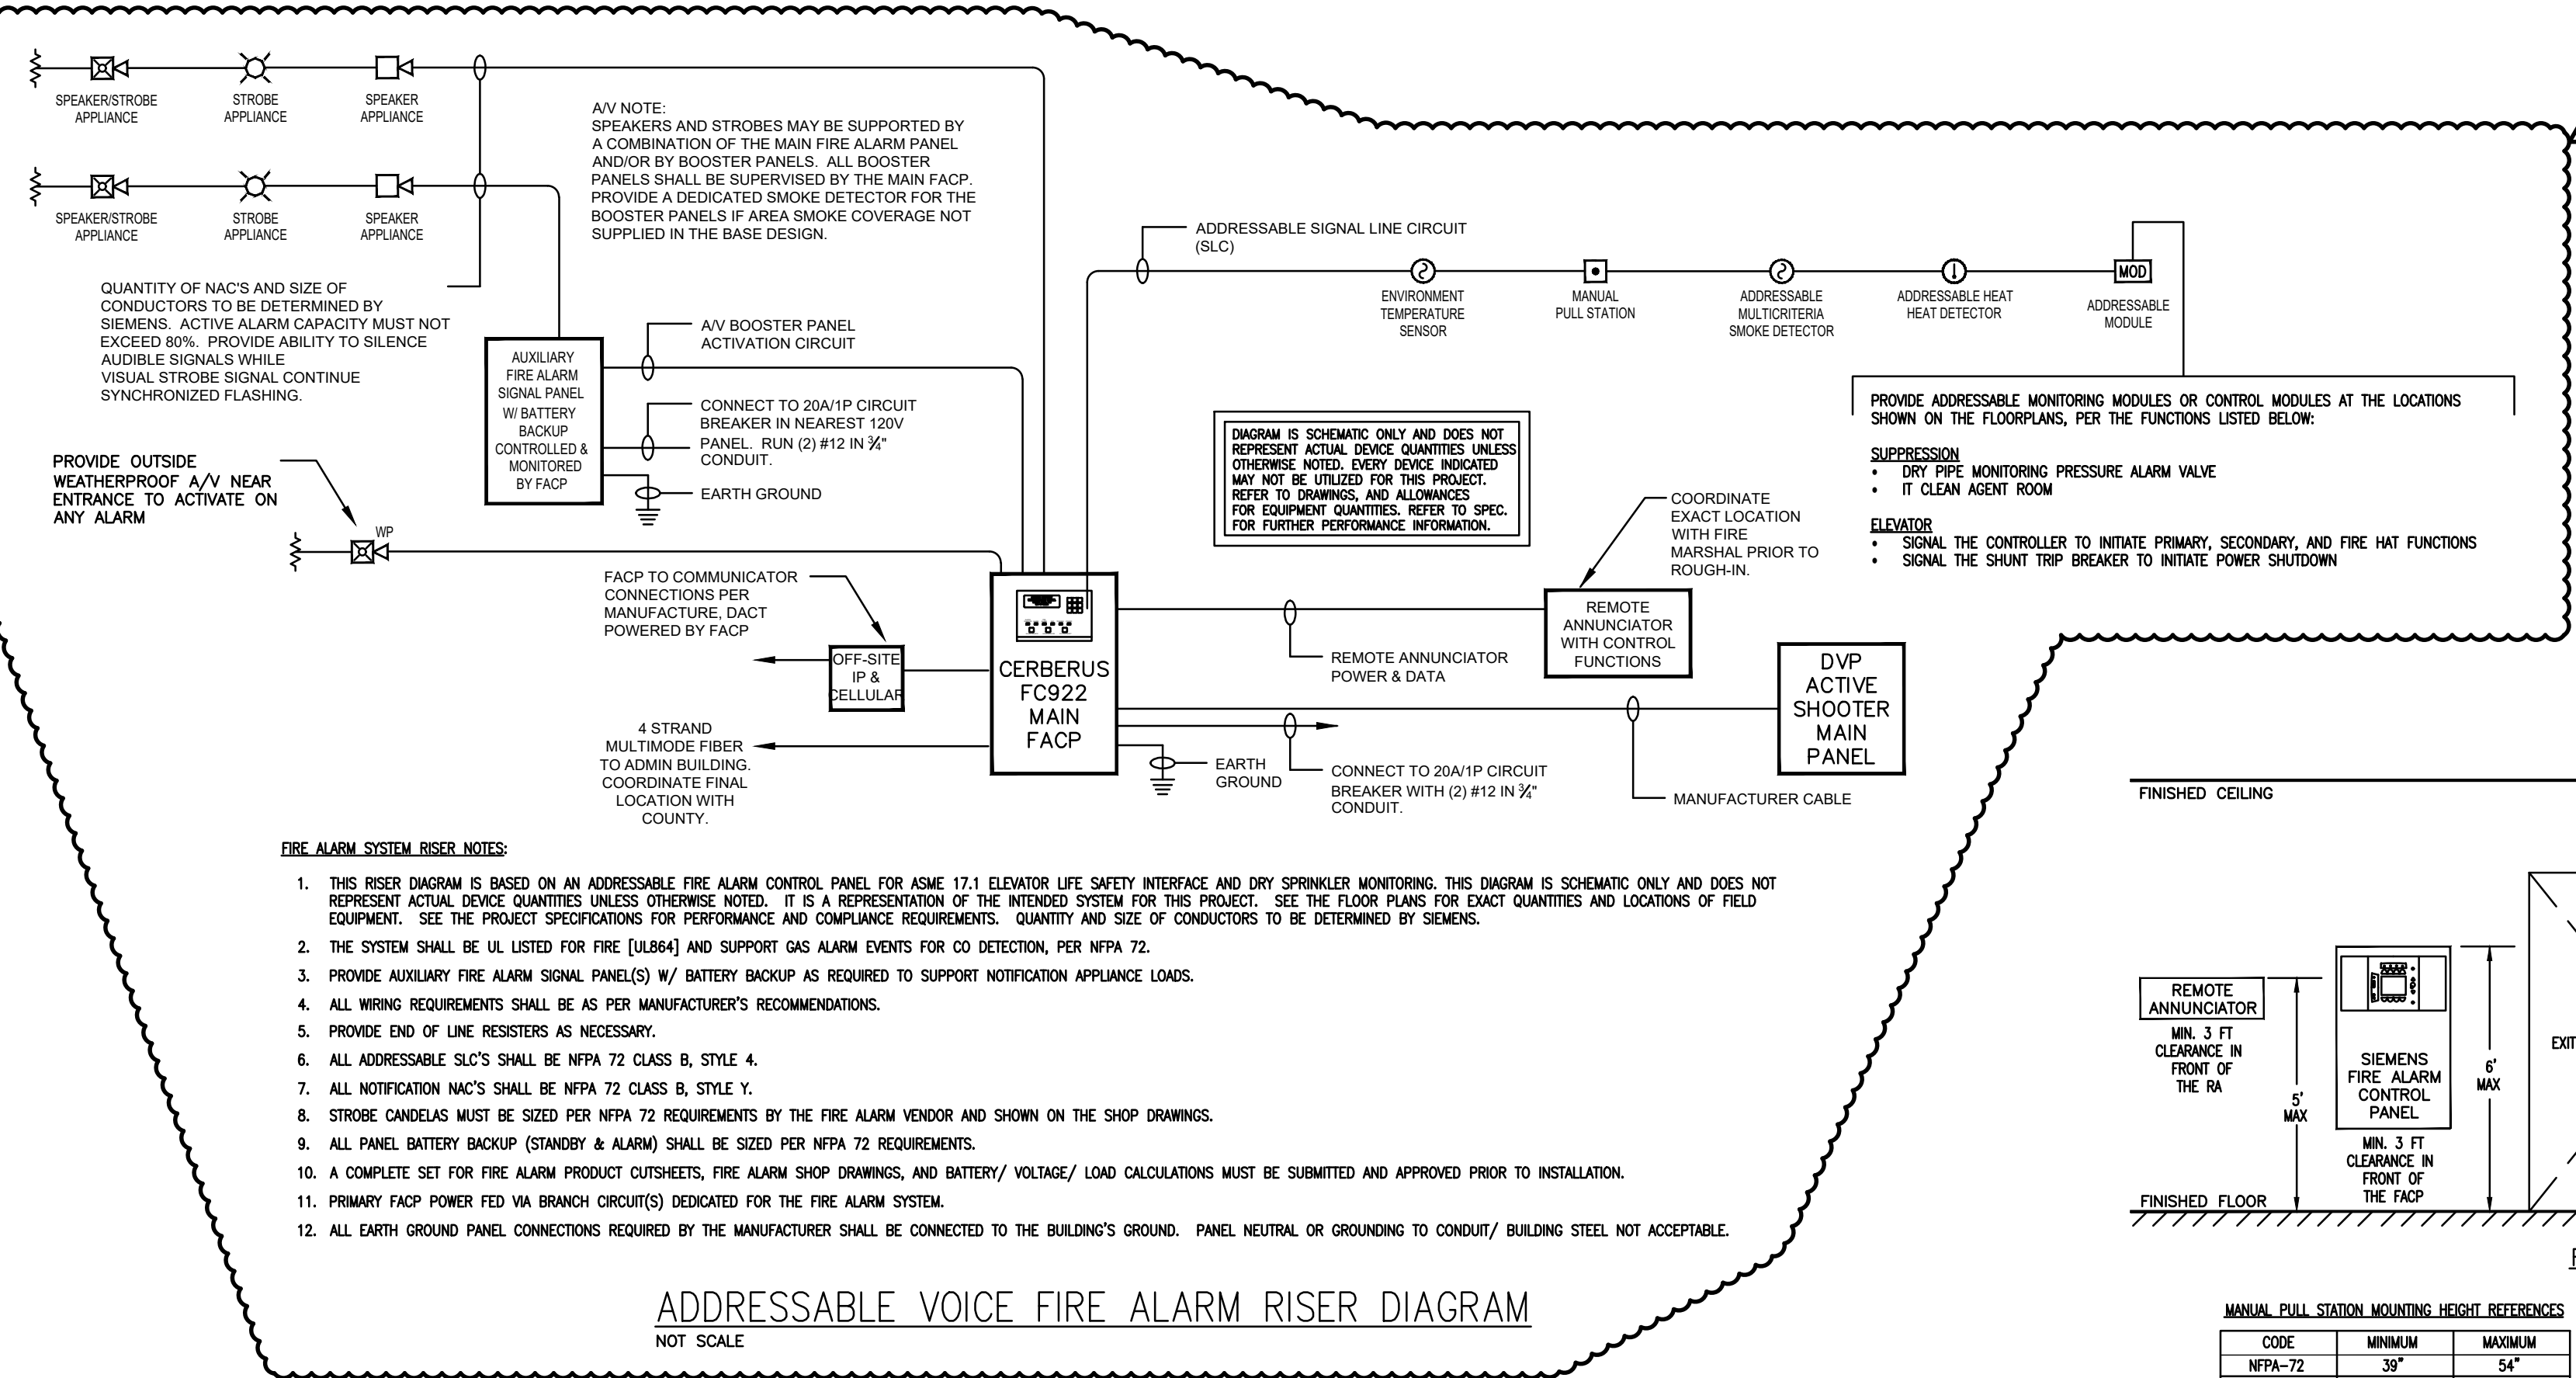 SPEAKER/STROBE
APPLIANCE
STROBE
APPLIANCE
SPEAKER
APPLIANCE
SPEAKER/STROBE
APPLIANCE
STROBE
APPLIANCE
SPEAKER
APPLIANCE
A/V NOTE:
SPEAKERS AND STROBES MAY BE SUPPORTED BY
A COMBINATION OF THE MAIN FIRE ALARM PANEL
AND/OR BY BOOSTER PANELS. ALL BOOSTER
PANELS SHALL BE SUPERVISED BY THE MAIN FACP.
PROVIDE A DEDICATED SMOKE DETECTOR FOR THE
BOOSTER PANELS IF AREA SMOKE COVERAGE NOT
SUPPLIED IN THE BASE DESIGN.
QUANTITY OF NAC'S AND SIZE OF
CONDUCTORS TO BE DETERMINED BY
SIEMENS. ACTIVE ALARM CAPACITY MUST NOT
EXCEED 80%. PROVIDE ABILITY TO SILENCE
AUDIBLE SIGNALS WHILE
VISUAL STROBE SIGNAL CONTINUE
SYNCHRONIZED FLASHING.
AUXILIARY
FIRE ALARM
SIGNAL PANEL
W/ BATTERY
BACKUP
CONTROLLED &
MONITORED
BY FACP
A/V BOOSTER PANEL
ACTIVATION CIRCUIT
CONNECT TO 20A/1P CIRCUIT
BREAKER IN NEAREST 120V
PANEL. RUN (2) #12 IN ¾"
CONDUIT.
EARTH GROUND
PROVIDE OUTSIDE
WEATHERPROOF A/V NEAR
ENTRANCE TO ACTIVATE ON
ANY ALARM
WP
ADDRESSABLE SIGNAL LINE CIRCUIT
(SLC)
ENVIRONMENT
TEMPERATURE
SENSOR
MANUAL
PULL STATION
ADDRESSABLE
MULTICRITERIA
SMOKE DETECTOR
ADDRESSABLE HEAT
HEAT DETECTOR
MOD
ADDRESSABLE
MODULE
PROVIDE ADDRESSABLE MONITORING MODULES OR CONTROL MODULES AT THE LOCATIONS
SHOWN ON THE FLOORPLANS, PER THE FUNCTIONS LISTED BELOW:
SUPPRESSION
• DRY PIPE MONITORING PRESSURE ALARM VALVE
• IT CLEAN AGENT ROOM
ELEVATOR
• SIGNAL THE CONTROLLER TO INITIATE PRIMARY, SECONDARY, AND FIRE HAT FUNCTIONS
• SIGNAL THE SHUNT TRIP BREAKER TO INITIATE POWER SHUTDOWN
DIAGRAM IS SCHEMATIC ONLY AND DOES NOT
REPRESENT ACTUAL DEVICE QUANTITIES UNLESS
OTHERWISE NOTED. EVERY DEVICE INDICATED
MAY NOT BE UTILIZED FOR THIS PROJECT.
REFER TO DRAWINGS, AND ALLOWANCES
FOR EQUIPMENT QUANTITIES. REFER TO SPEC.
FOR FURTHER PERFORMANCE INFORMATION.
COORDINATE
EXACT LOCATION
WITH FIRE
MARSHAL PRIOR TO
ROUGH-IN.
FACP TO COMMUNICATOR
CONNECTIONS PER
MANUFACTURE, DACT
POWERED BY FACP
OFF-SITE
IP &
CELLULAR
4 STRAND
MULTIMODE FIBER
TO ADMIN BUILDING.
COORDINATE FINAL
LOCATION WITH
COUNTY.
CERBERUS
FC922
MAIN
FACP
REMOTE
ANNUNCIATOR
WITH CONTROL
FUNCTIONS
REMOTE ANNUNCIATOR
POWER & DATA
DVP
ACTIVE
SHOOTER
MAIN
PANEL
EARTH
GROUND
CONNECT TO 20A/1P CIRCUIT
BREAKER WITH (2) #12 IN ¾"
CONDUIT.
MANUFACTURER CABLE
FIRE ALARM SYSTEM RISER NOTES:
1. THIS RISER DIAGRAM IS BASED ON AN ADDRESSABLE FIRE ALARM CONTROL PANEL FOR ASME 17.1 ELEVATOR LIFE SAFETY INTERFACE AND DRY SPRINKLER MONITORING. THIS DIAGRAM IS SCHEMATIC ONLY AND DOES NOT
REPRESENT ACTUAL DEVICE QUANTITIES UNLESS OTHERWISE NOTED. IT IS A REPRESENTATION OF THE INTENDED SYSTEM FOR THIS PROJECT. SEE THE FLOOR PLANS FOR EXACT QUANTITIES AND LOCATIONS OF FIELD
EQUIPMENT. SEE THE PROJECT SPECIFICATIONS FOR PERFORMANCE AND COMPLIANCE REQUIREMENTS. QUANTITY AND SIZE OF CONDUCTORS TO BE DETERMINED BY SIEMENS.
2. THE SYSTEM SHALL BE UL LISTED FOR FIRE [UL864] AND SUPPORT GAS ALARM EVENTS FOR CO DETECTION, PER NFPA 72.
3. PROVIDE AUXILIARY FIRE ALARM SIGNAL PANEL(S) W/ BATTERY BACKUP AS REQUIRED TO SUPPORT NOTIFICATION APPLIANCE LOADS.
4. ALL WIRING REQUIREMENTS SHALL BE AS PER MANUFACTURER'S RECOMMENDATIONS.
5. PROVIDE END OF LINE RESISTERS AS NECESSARY.
6. ALL ADDRESSABLE SLC'S SHALL BE NFPA 72 CLASS B, STYLE 4.
7. ALL NOTIFICATION NAC'S SHALL BE NFPA 72 CLASS B, STYLE Y.
8. STROBE CANDELAS MUST BE SIZED PER NFPA 72 REQUIREMENTS BY THE FIRE ALARM VENDOR AND SHOWN ON THE SHOP DRAWINGS.
9. ALL PANEL BATTERY BACKUP (STANDBY & ALARM) SHALL BE SIZED PER NFPA 72 REQUIREMENTS.
10. A COMPLETE SET FOR FIRE ALARM PRODUCT CUTSHEETS, FIRE ALARM SHOP DRAWINGS, AND BATTERY/ VOLTAGE/ LOAD CALCULATIONS MUST BE SUBMITTED AND APPROVED PRIOR TO INSTALLATION.
11. PRIMARY FACP POWER FED VIA BRANCH CIRCUIT(S) DEDICATED FOR THE FIRE ALARM SYSTEM.
12. ALL EARTH GROUND PANEL CONNECTIONS REQUIRED BY THE MANUFACTURER SHALL BE CONNECTED TO THE BUILDING'S GROUND. PANEL NEUTRAL OR GROUNDING TO CONDUIT/ BUILDING STEEL NOT ACCEPTABLE.
ADDRESSABLE VOICE FIRE ALARM RISER DIAGRAM
NOT SCALE
FINISHED CEILING
REMOTE
ANNUNCIATOR
MIN. 3 FT
CLEARANCE IN
FRONT OF
THE RA
5'
MAX
SIEMENS
FIRE ALARM
CONTROL
PANEL
MIN. 3 FT
CLEARANCE IN
FRONT OF
THE FACP
6'
MAX
EXIT
FINISHED FLOOR
MANUAL PULL STATION MOUNTING HEIGHT REFERENCES
CODE MINIMUM MAXIMUM
NFPA-72 39" 54"